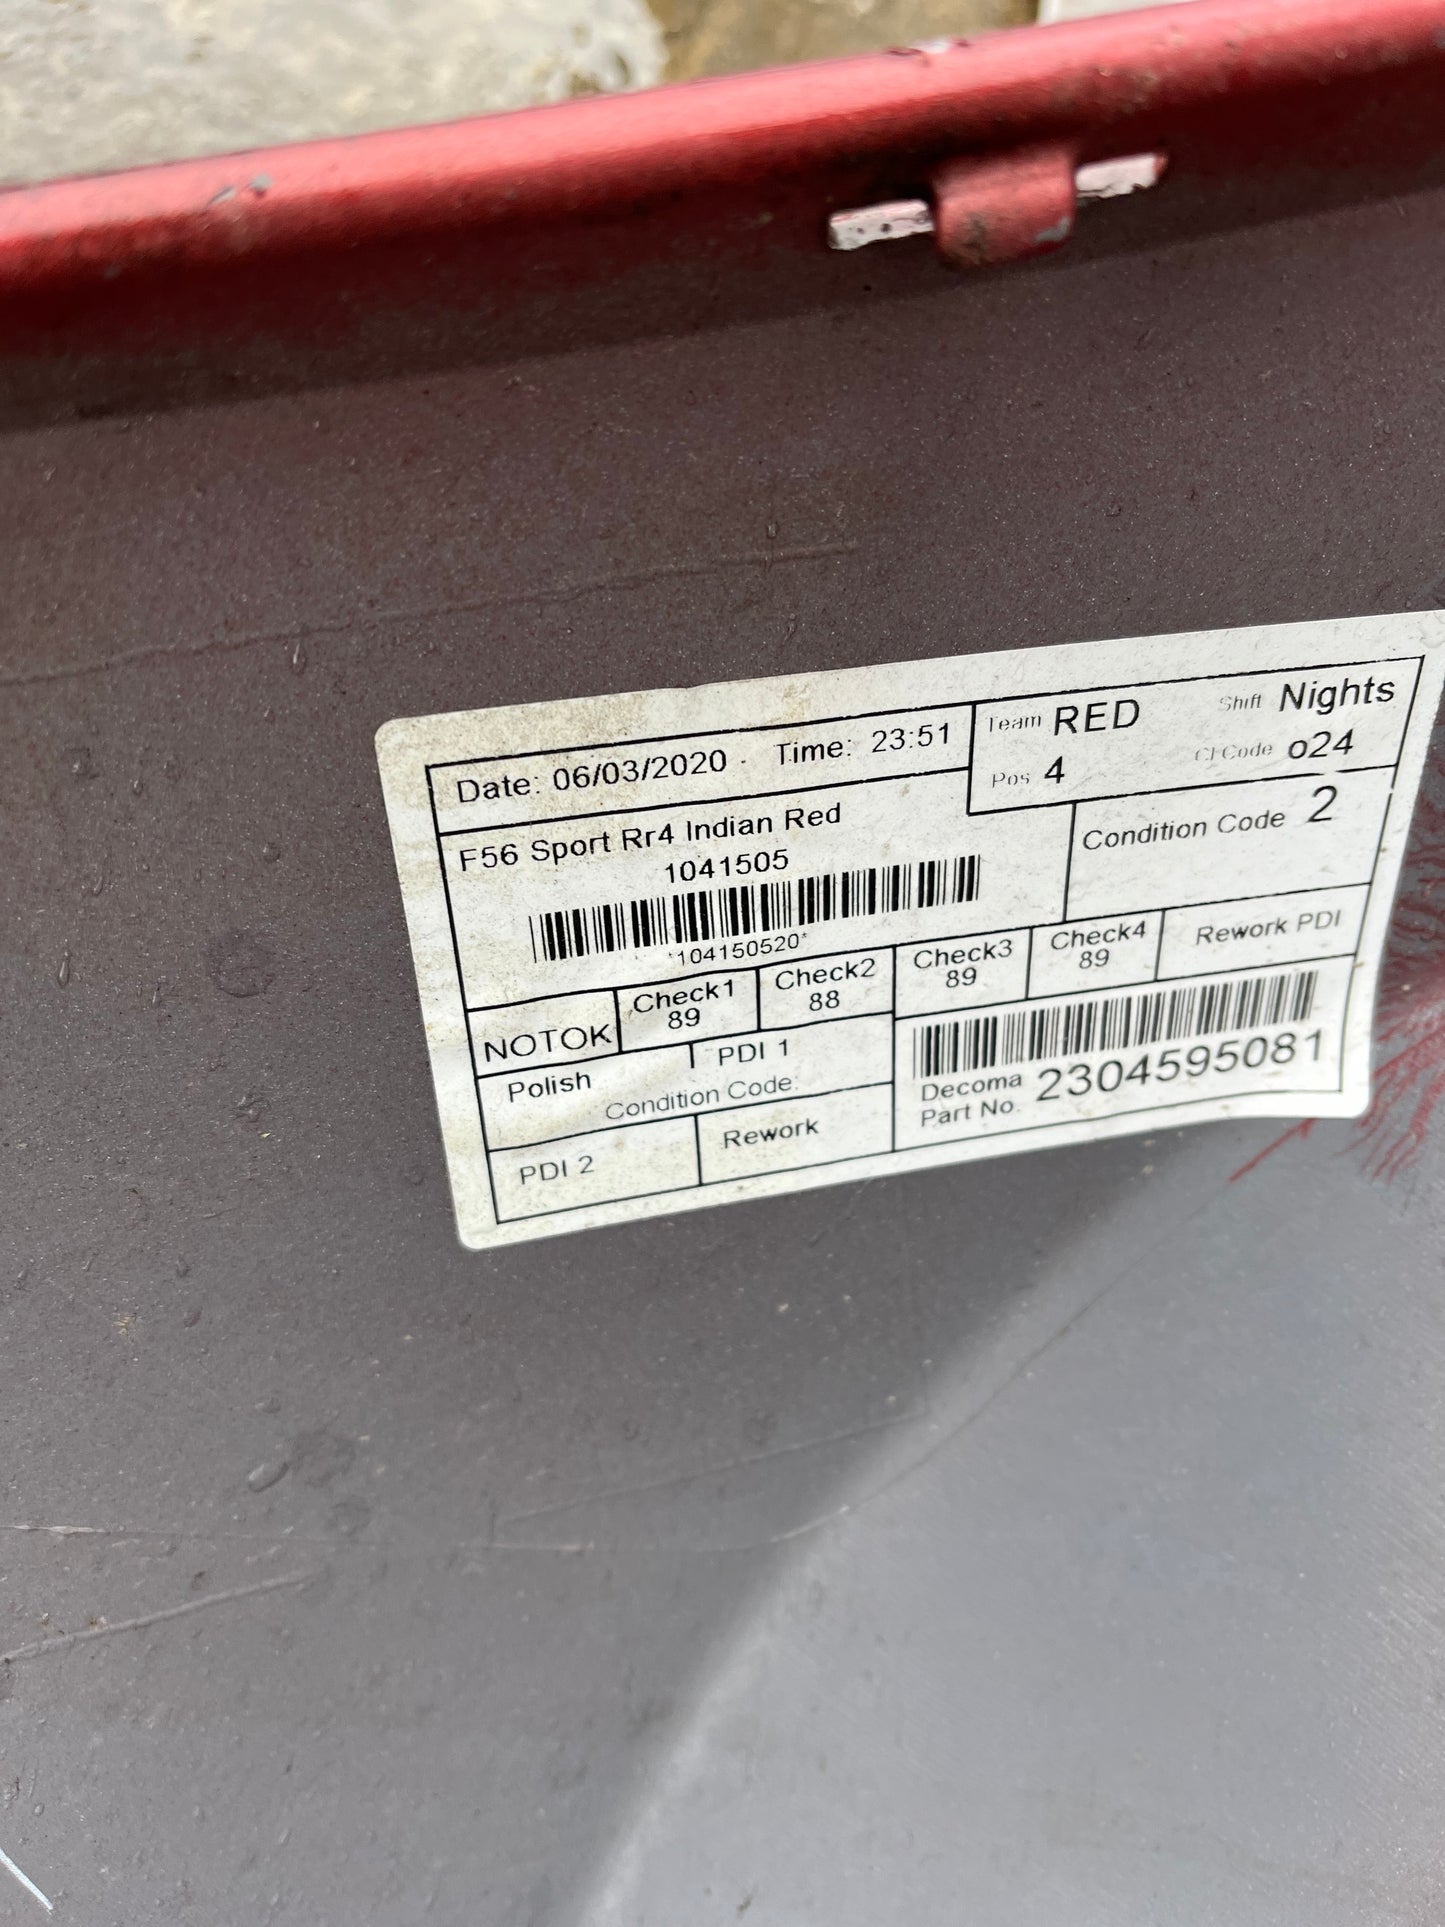 Date: 06/03/2020 Time: 23:51
Team RED Shift Nights
Pos 4 CLCode o24
F56 Sport Rr4 Indian Red
1041505
*104150520*
Condition Code 2
NOTOK
Check1
89
Check2
88
Check3
89
Check4
89
Rework PDI
Polish
PDI 1
Condition Code:
PDI 2
Rework
Decoma
Part No. 2304595081